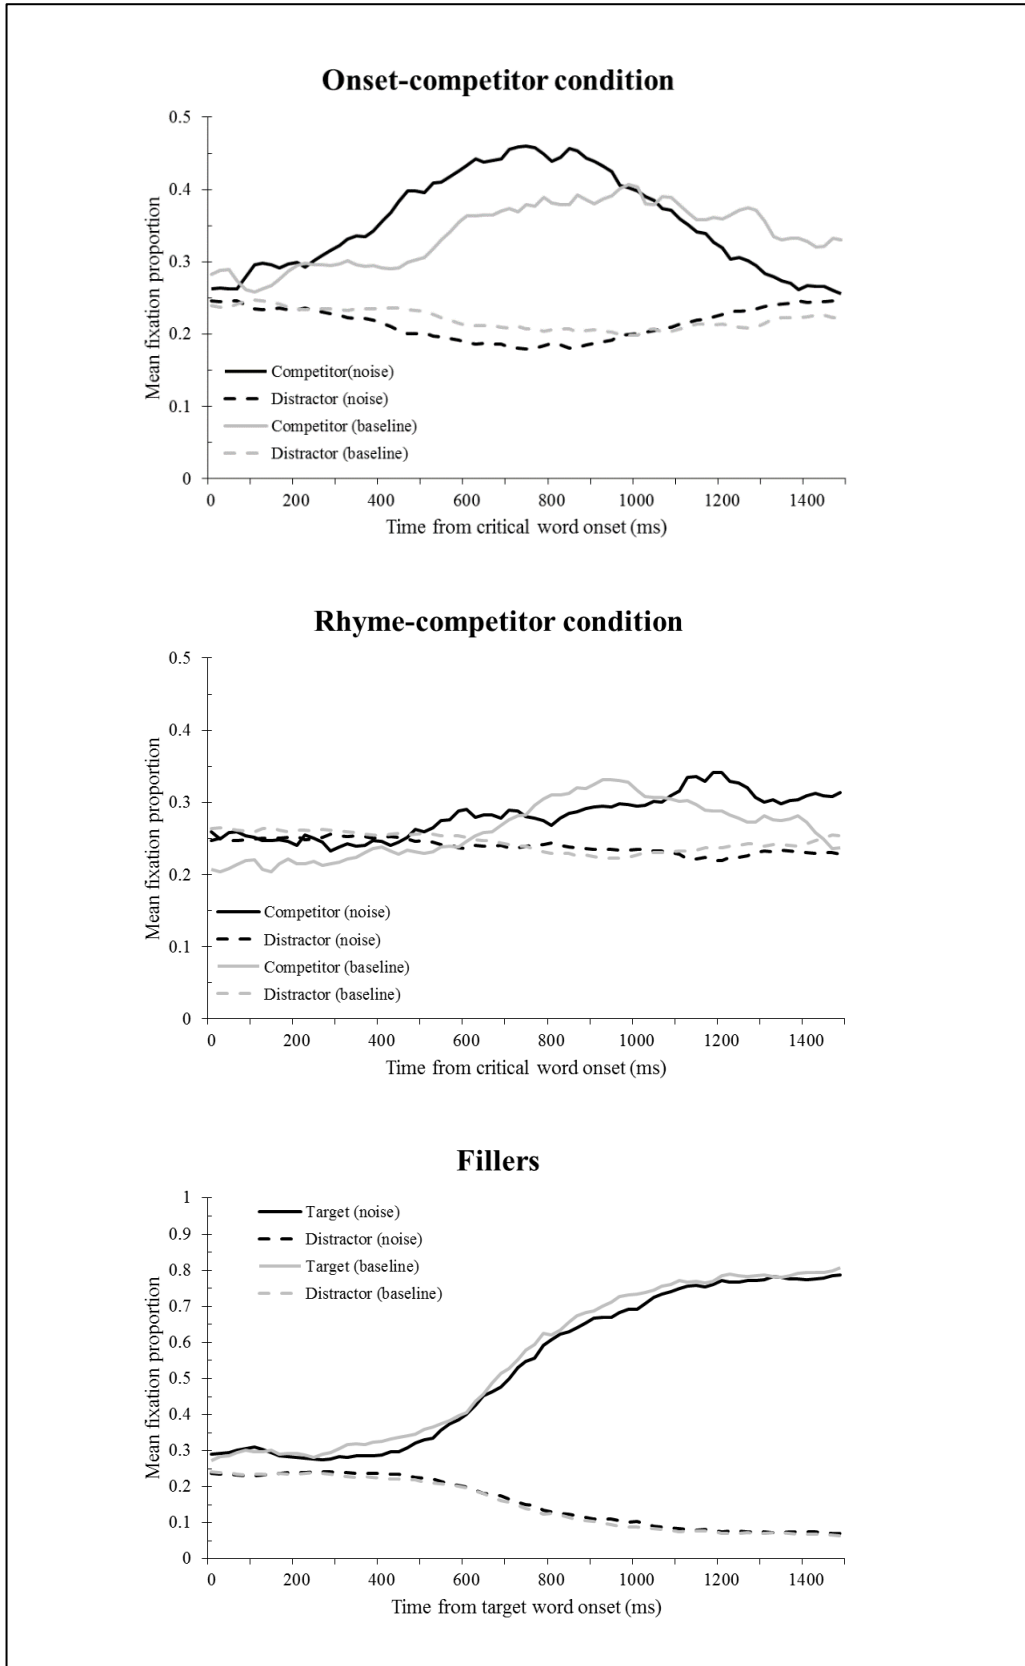 Onset-competitor condition
0.5
0.4
0.3
0.2
0.1
0
Mean fixation proportion
Competitor(noise)
Distractor (noise)
Competitor (baseline)
Distractor (baseline)
0 200 400 600 800 1000 1200 1400
Time from critical word onset (ms)
Rhyme-competitor condition
0.5
0.4
0.3
0.2
0.1
0
Mean fixation proportion
Competitor (noise)
Distractor (noise)
Competitor (baseline)
Distractor (baseline)
0 200 400 600 800 1000 1200 1400
Time from critical word onset (ms)
Fillers
1
0.9
0.8
0.7
0.6
0.5
0.4
0.3
0.2
0.1
0
Mean fixation proportion
Target (noise)
Distractor (noise)
Target (baseline)
Distractor (baseline)
0 200 400 600 800 1000 1200 1400
Time from target word onset (ms)